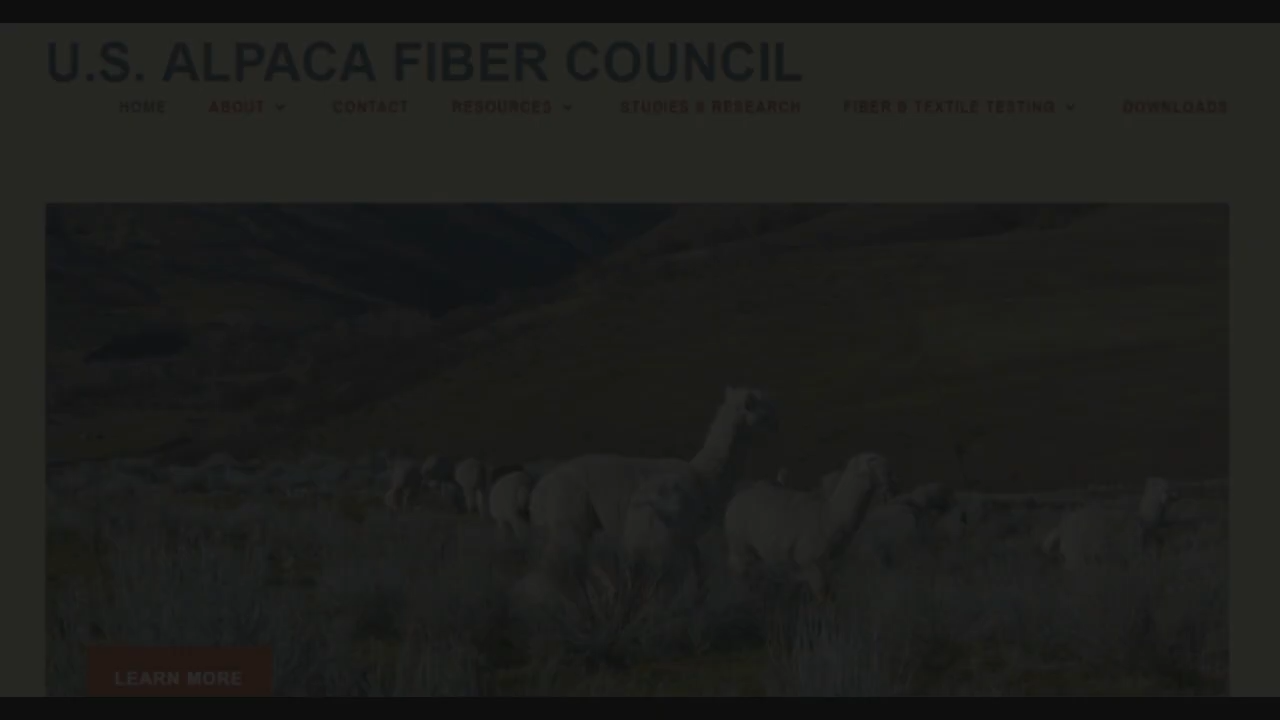 U.S. ALPACA FIBER COUNCIL
HOME ABOUT CONTACT RESOURCES STUDIES & RESEARCH FIBER & TEXTILE TESTING DOWNLOADS
LEARN MORE